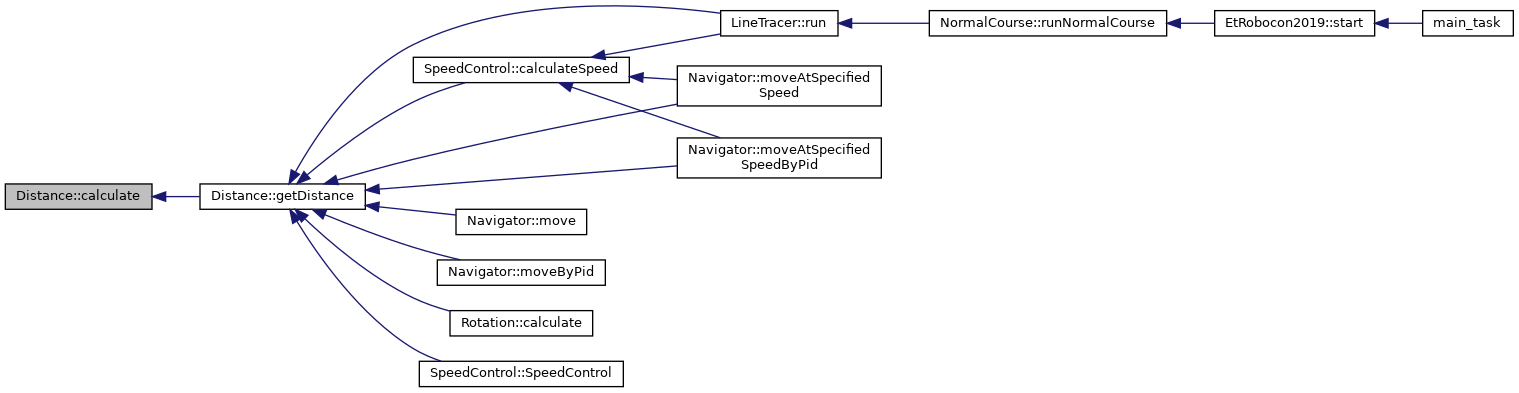 LineTracer::run
NormalCourse::runNormalCourse
EtRobocon2019::start
main_task
SpeedControl::calculateSpeed
Navigator::moveAtSpecified
Speed
Navigator::moveAtSpecified
SpeedByPid
Distance::calculate
Distance::getDistance
Navigator::move
Navigator::moveByPid
Rotation::calculate
SpeedControl::SpeedControl